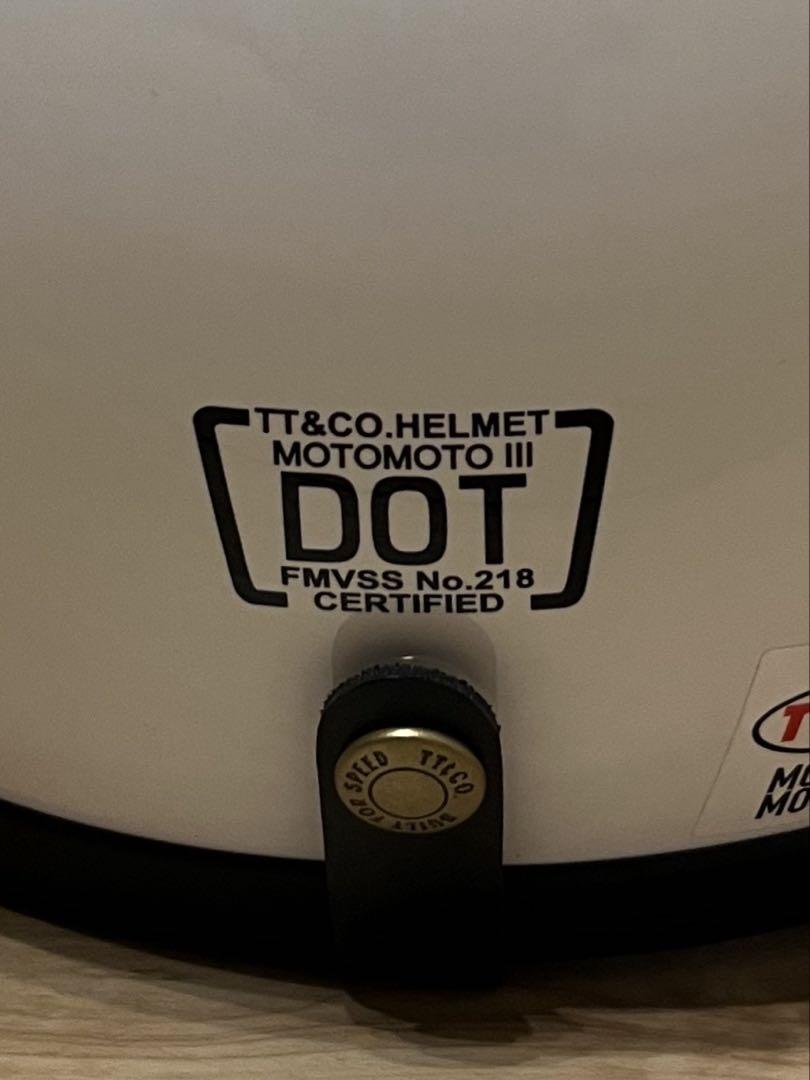 TT&CO.HELMET
MOTOMOTO III
DOT
FMVSS No.218
CERTIFIED
TT&CO.
BUILT FOR SPEED